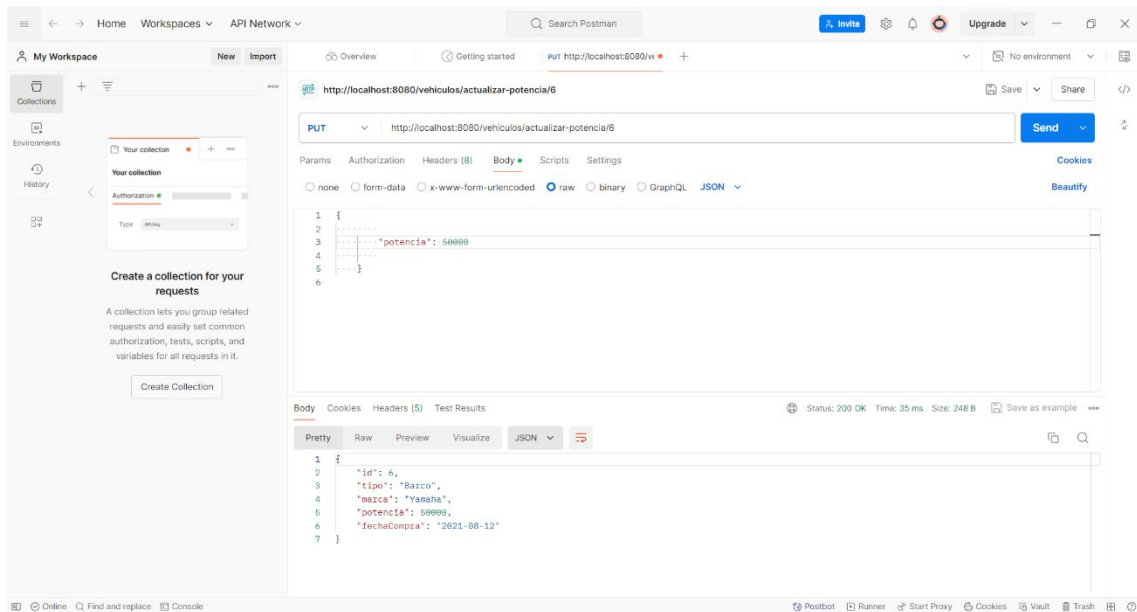 Home Workspaces API Network Search Postman Invite Upgrade
My Workspace New Import Overview Getting started PUT http://localhost:8080/ve No environment
Collections
Environments
History
Your collecton
Your collection
Authorization
Type API Key
Create a collection for your
requests
A collection lets you group related
requests and easily set common
authorization, tests, scripts, and
variables for all requests in it.
Create Collection
HTTP http://localhost:8080/vehiculos/actualizar-potencia/6 Save Share
PUT http://localhost:8080/vehiculos/actualizar-potencia/6 Send
Params Authorization Headers (8) Body Scripts Settings Cookies
none form-data x-www-form-urlencoded raw binary GraphQL JSON Beautify
1 {
2
3 "potencia": 50000
4
5 }
6
Body Cookies Headers (5) Test Results Status: 200 OK Time: 35 ms Size: 248 B Save as example
Pretty Raw Preview Visualize JSON
1 {
2 "id": 6,
3 "tipo": "Barco",
4 "marca": "Yamaha",
5 "potencia": 50000,
6 "fechaCompra": "2021-08-12"
7 }
Online Find and replace Console Postbot Runner Start Proxy Cookies Vault Trash